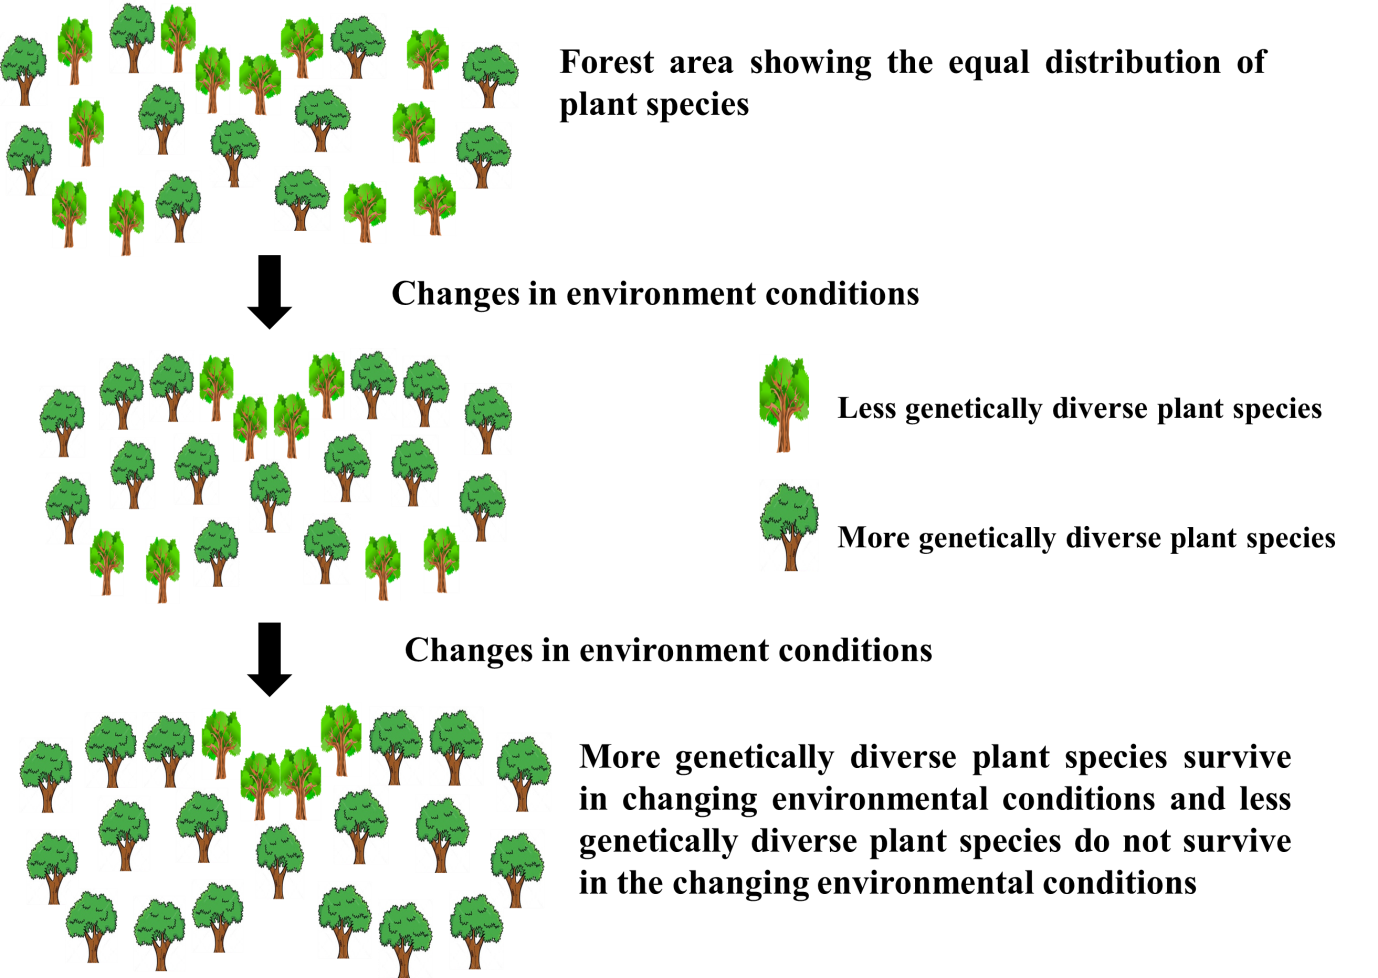 Forest area showing the equal distribution of
plant species
Changes in environment conditions
Less genetically diverse plant species
More genetically diverse plant species
Changes in environment conditions
More genetically diverse plant species survive
in changing environmental conditions and less
genetically diverse plant species do not survive
in the changing environmental conditions